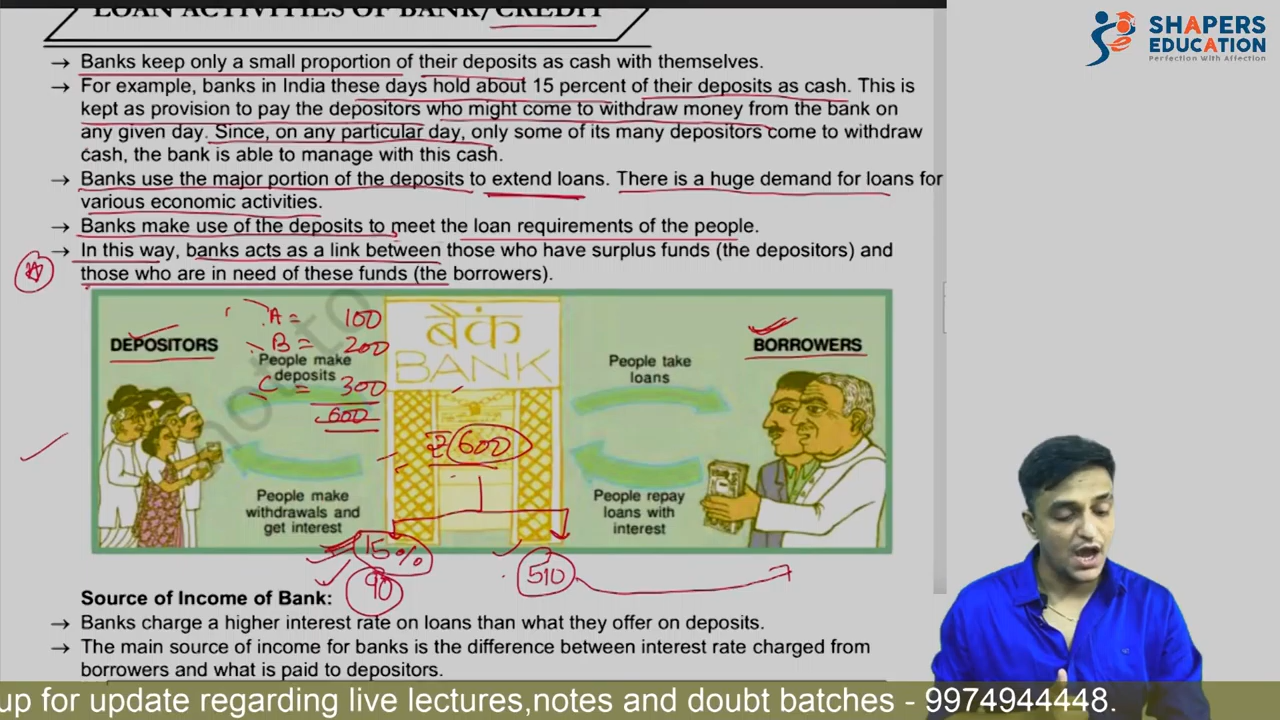 LOAN ACTIVITIES OF BANK/CREDIT
SHAPERS
EDUCATION
Perfection With Affection
→ Banks keep only a small proportion of their deposits as cash with themselves.
→ For example, banks in India these days hold about 15 percent of their deposits as cash. This is
kept as provision to pay the depositors who might come to withdraw money from the bank on
any given day. Since, on any particular day, only some of its many depositors come to withdraw
cash, the bank is able to manage with this cash.
→ Banks use the major portion of the deposits to extend loans. There is a huge demand for loans for
various economic activities.
→ Banks make use of the deposits to meet the loan requirements of the people.
→ In this way, banks acts as a link between those who have surplus funds (the depositors) and
those who are in need of these funds (the borrowers).
DEPOSITORS
A = 100
B = 200
C = 300
600
People make
deposits
बैंक
BANK
People take
loans
BORROWERS
not to
₹ 600
People make
withdrawals and
get interest
People repay
loans with
interest
15%
90
510
Source of Income of Bank:
→ Banks charge a higher interest rate on loans than what they offer on deposits.
→ The main source of income for banks is the difference between interest rate charged from
borrowers and what is paid to depositors.
up for update regarding live lectures,notes and doubt batches - 9974944448.